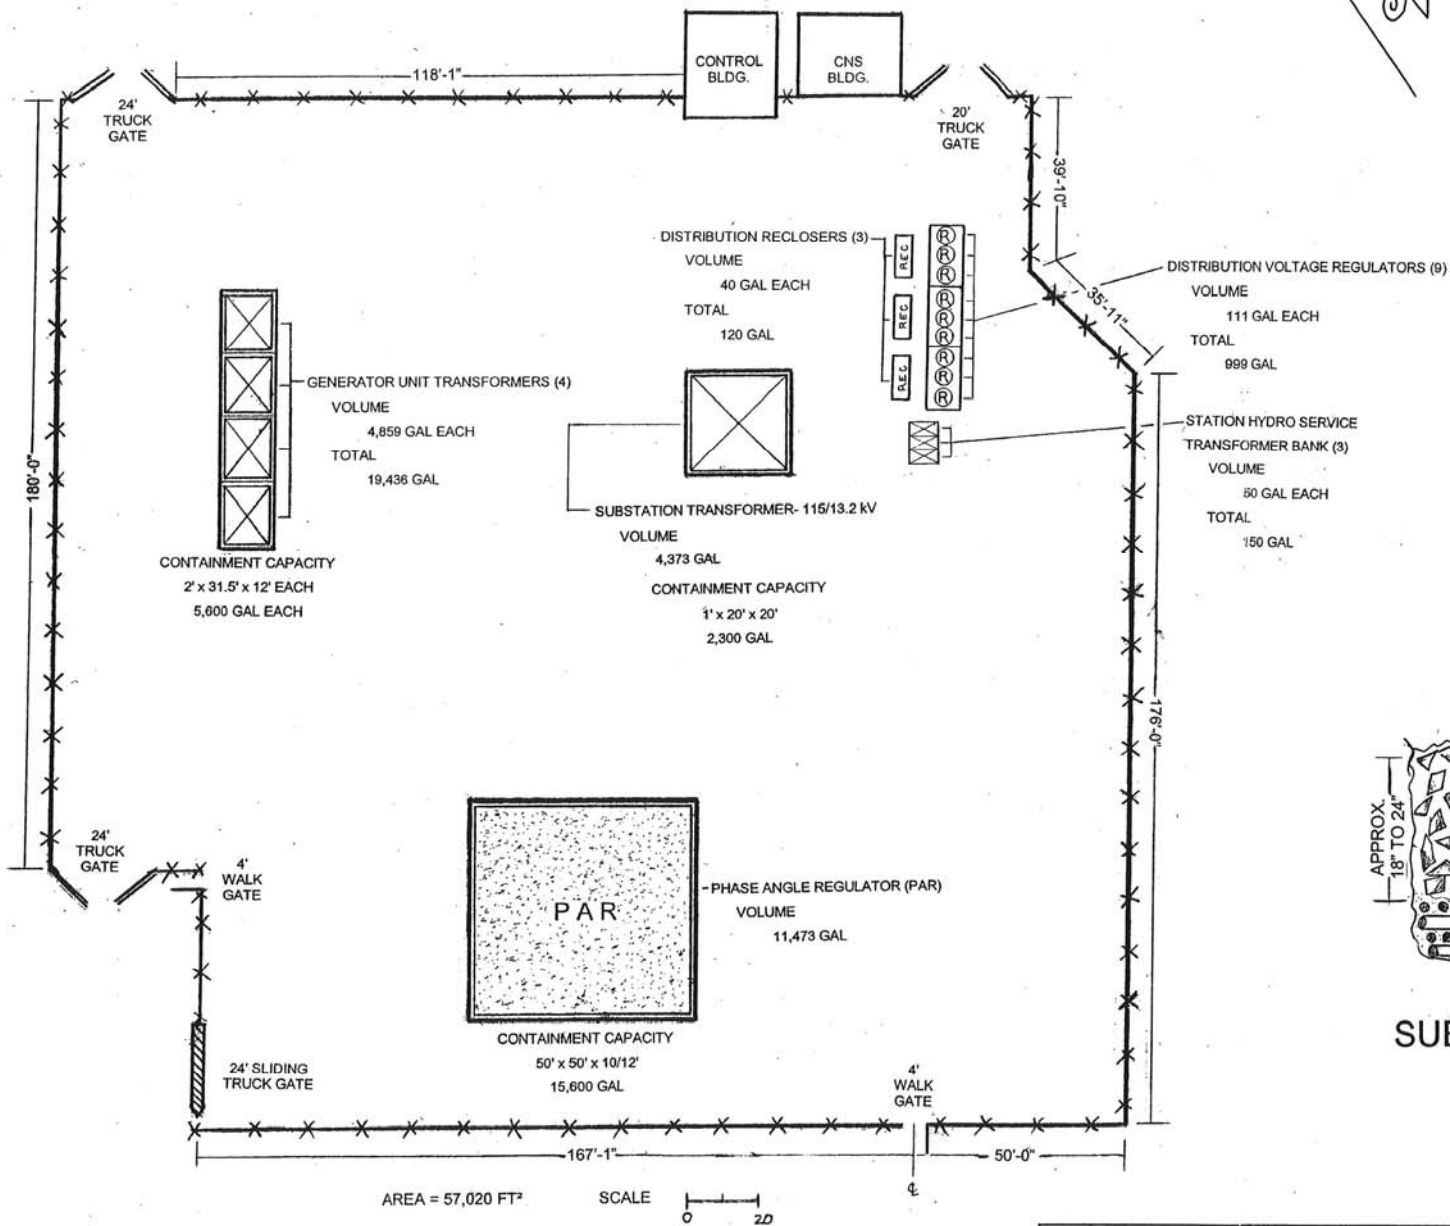 118'-1"
CONTROL
BLDG.
CNS
BLDG.
24'
TRUCK
GATE
20'
TRUCK
GATE
39'-10"
35'-11"
180'-0"
DISTRIBUTION RECLOSERS (3)
VOLUME
40 GAL EACH
TOTAL
120 GAL
REC
REC
REC
R
R
R
R
R
R
R
R
R
DISTRIBUTION VOLTAGE REGULATORS (9)
VOLUME
111 GAL EACH
TOTAL
999 GAL
GENERATOR UNIT TRANSFORMERS (4)
VOLUME
4,859 GAL EACH
TOTAL
19,436 GAL
CONTAINMENT CAPACITY
2' x 31.5' x 12' EACH
5,600 GAL EACH
SUBSTATION TRANSFORMER- 115/13.2 kV
VOLUME
4,373 GAL
CONTAINMENT CAPACITY
1' x 20' x 20'
2,300 GAL
STATION HYDRO SERVICE
TRANSFORMER BANK (3)
VOLUME
50 GAL EACH
TOTAL
150 GAL
176'-0"
APPROX.
18" TO 24"
24'
TRUCK
GATE
4'
WALK
GATE
PAR
PHASE ANGLE REGULATOR (PAR)
VOLUME
11,473 GAL
CONTAINMENT CAPACITY
50' x 50' x 10/12'
15,600 GAL
24' SLIDING
TRUCK GATE
4'
WALK
GATE
SUB
167'-1"
50'-0"
℄
AREA = 57,020 FT²
SCALE
0 20